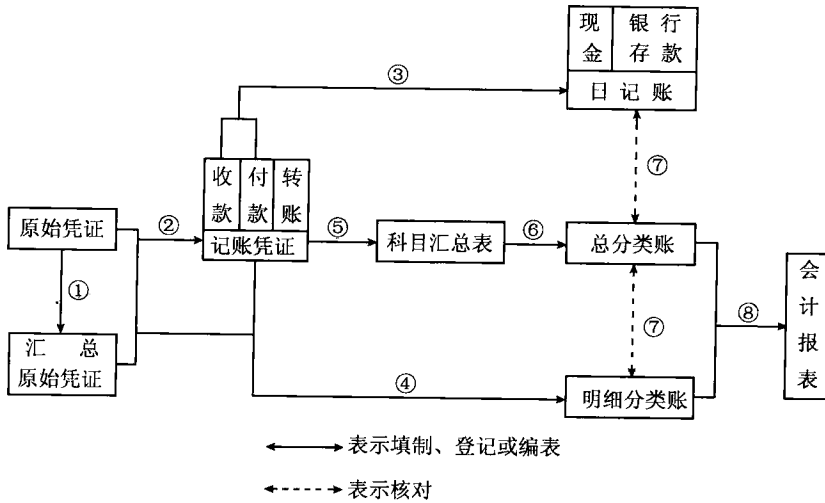 现 银行
金 存款
日记账
③
⑦
收 付 转
款 款 账
原始凭证
②
记账凭证
⑤
科目汇总表
⑥
总分类账
①
会
计
报
表
⑧
⑦
汇 总
原始凭证
④
明细分类账
表示填制、登记或编表
表示核对